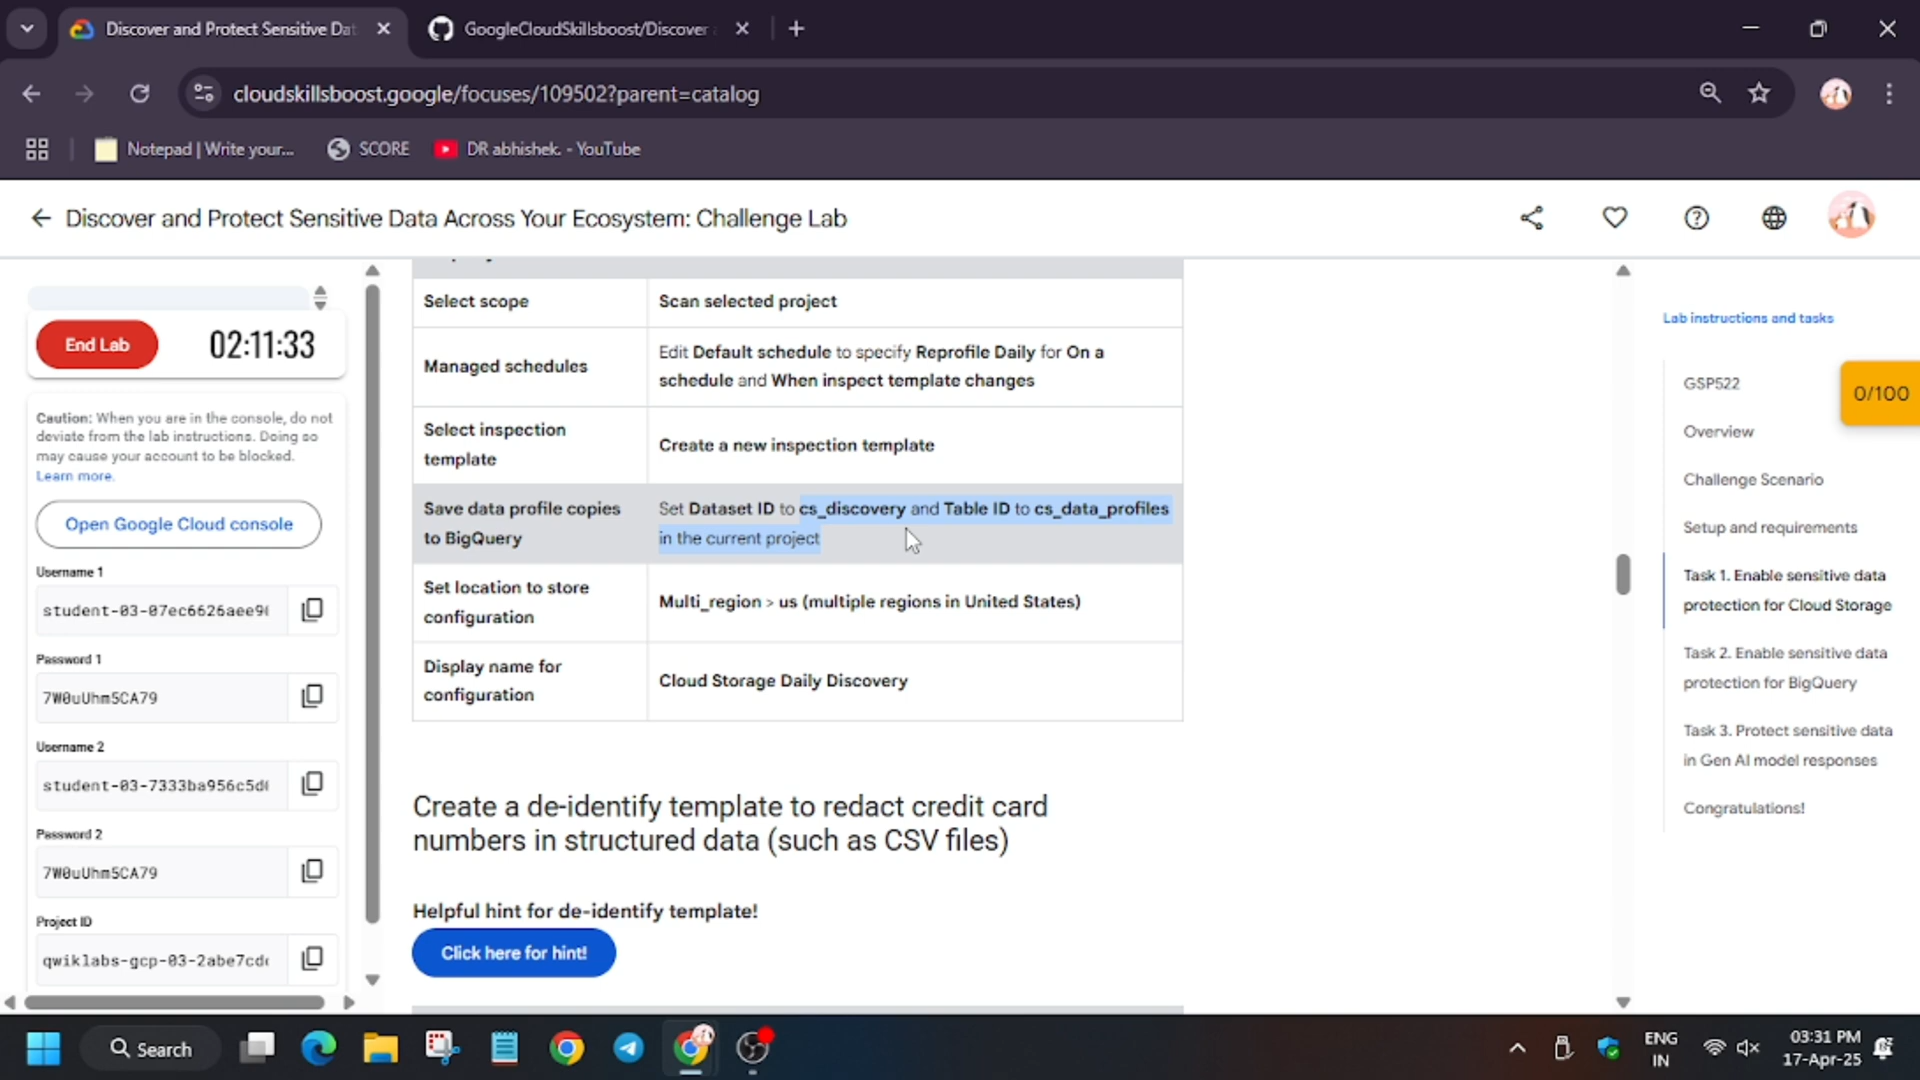 Discover and Protect Sensitive Dat
GoogleCloudSkillsboost/Discover
cloudskillsboost.google/focuses/109502?parent=catalog
Notepad | Write your...
SCORE
DR abhishek. - YouTube
Discover and Protect Sensitive Data Across Your Ecosystem: Challenge Lab
End Lab
02:11:33
Caution: When you are in the console, do not
deviate from the lab instructions. Doing so
may cause your account to be blocked.
Learn more.
Open Google Cloud console
Username 1
student-03-07ec6626aee9
Password 1
7W0uUhm5CA79
Username 2
student-03-7333ba956c5d
Password 2
7W0uUhm5CA79
Project ID
qwiklabs-gcp-03-2abe7cd
Select scope
Scan selected project
Managed schedules
Edit Default schedule to specify Reprofile Daily for On a
schedule and When inspect template changes
Select inspection
template
Create a new inspection template
Save data profile copies
to BigQuery
Set Dataset ID to cs_discovery and Table ID to cs_data_profiles
in the current project
Set location to store
configuration
Multi_region > us (multiple regions in United States)
Display name for
configuration
Cloud Storage Daily Discovery
Create a de-identify template to redact credit card
numbers in structured data (such as CSV files)
Helpful hint for de-identify template!
Click here for hint!
Lab instructions and tasks
GSP522
0/100
Overview
Challenge Scenario
Setup and requirements
Task 1. Enable sensitive data
protection for Cloud Storage
Task 2. Enable sensitive data
protection for BigQuery
Task 3. Protect sensitive data
in Gen AI model responses
Congratulations!
Search
ENG
IN
03:31 PM
17-Apr-25